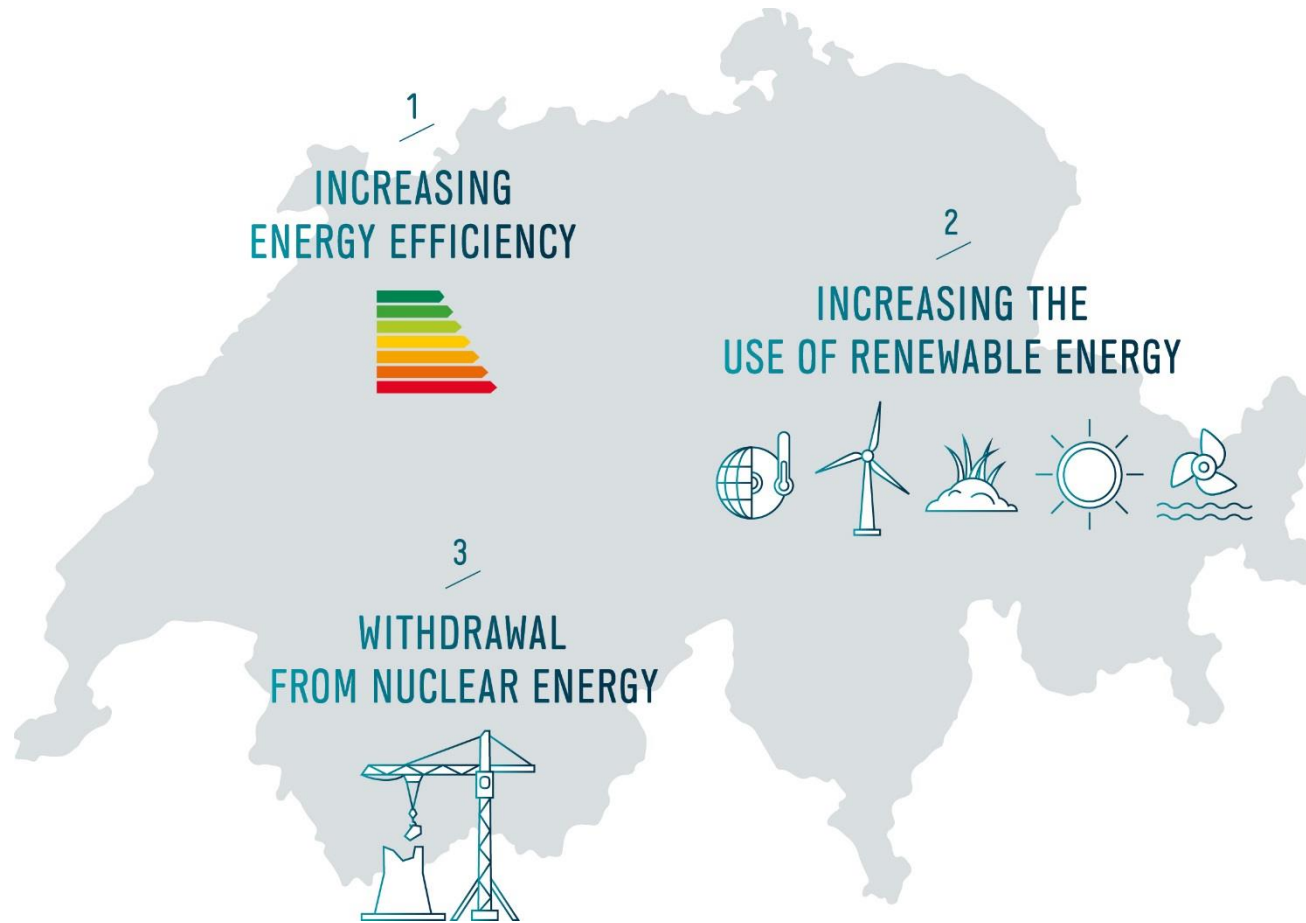 1
INCREASING
ENERGY EFFICIENCY
2
INCREASING THE
USE OF RENEWABLE ENERGY
3
WITHDRAWAL
FROM NUCLEAR ENERGY